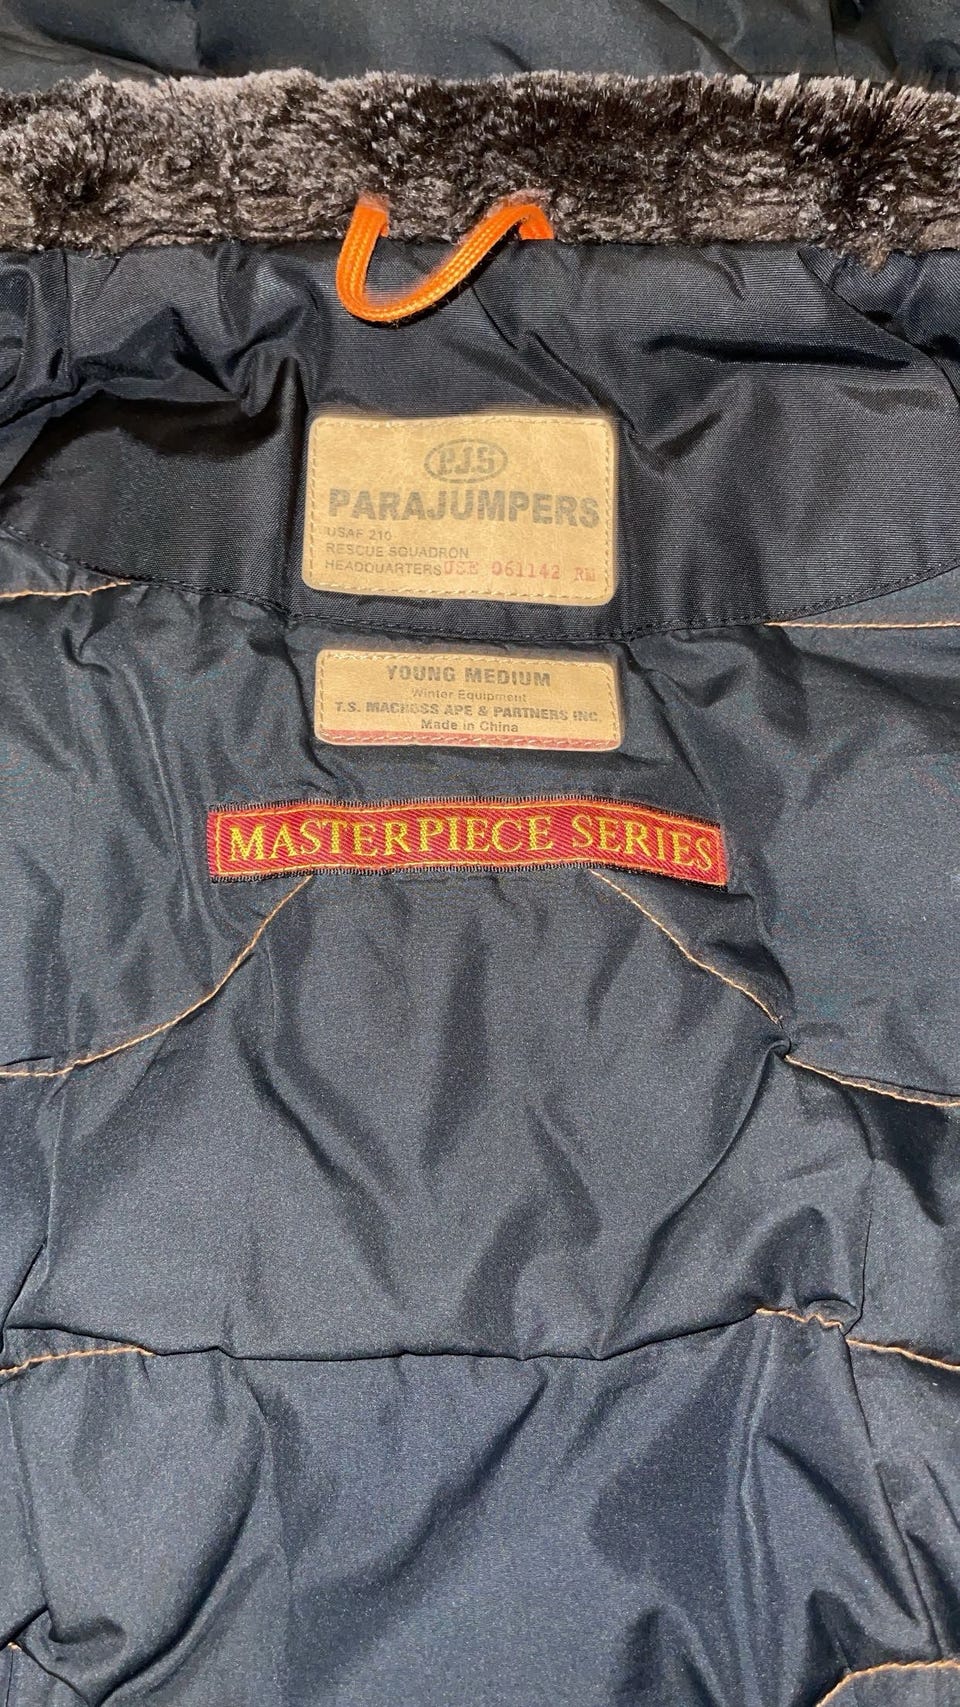 PJS
PARAJUMPERS
USAF 210
RESCUE SQUADRON
HEADQUARTERS USE 061142 RM
YOUNG MEDIUM
Winter Equipment
T.S. MACHOSS APE & PARTNERS INC.
Made in China
MASTERPIECE SERIES